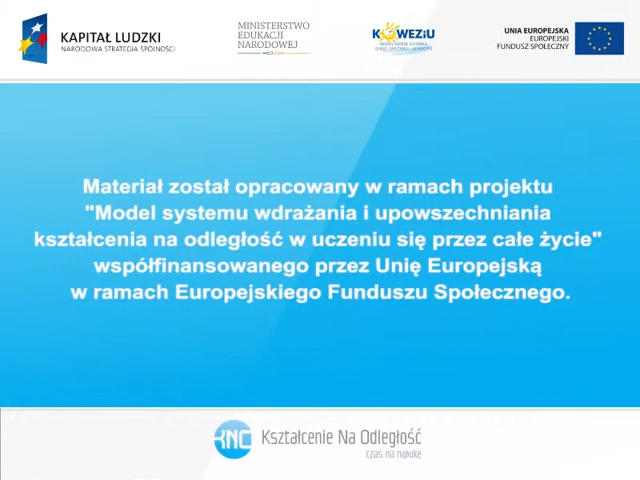 KAPITAŁ LUDZKI
NARODOWA STRATEGIA SPÓJNOŚCI
MINISTERSTWO
EDUKACJI
NARODOWEJ
KOWEZiU
UNIA EUROPEJSKA
EUROPEJSKI
FUNDUSZ SPOŁECZNY
Materiał został opracowany w ramach projektu
"Model systemu wdrażania i upowszechniania
kształcenia na odległość w uczeniu się przez całe życie"
współfinansowanego przez Unię Europejską
w ramach Europejskiego Funduszu Społecznego.
KNO
Kształcenie Na Odległość
czas na n@ukę